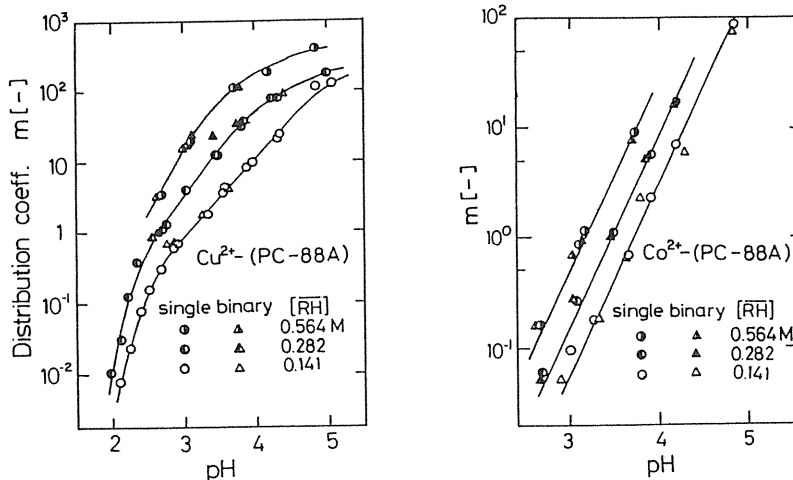 10³
10²
10
1
10⁻¹
10⁻²
Distribution coeff. m [-]
2 3 4 5
pH
Cu²⁺-(PC-88A)
single binary [R̅H̅]
0.564 M
0.282
0.141
10²
10¹
10⁰
10⁻¹
m [-]
3 4 5
pH
Co²⁺-(PC-88A)
single binary [R̅H̅]
0.564 M
0.282
0.141